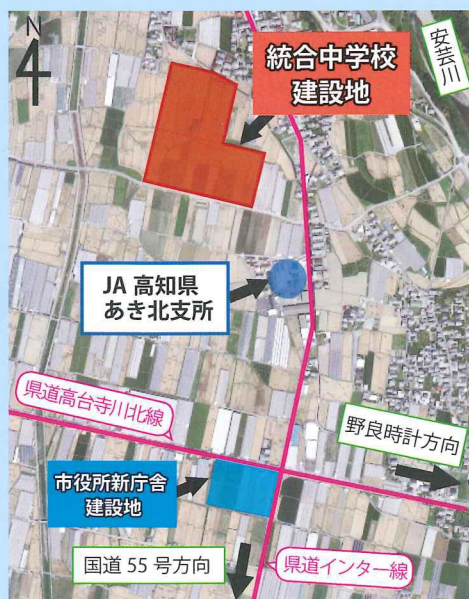 N
安芸川
統合中学校
建設地
JA 高知県
あき北支所
県道高台寺川北線
野良時計方向
市役所新庁舎
建設地
国道 55 号方向
県道インター線